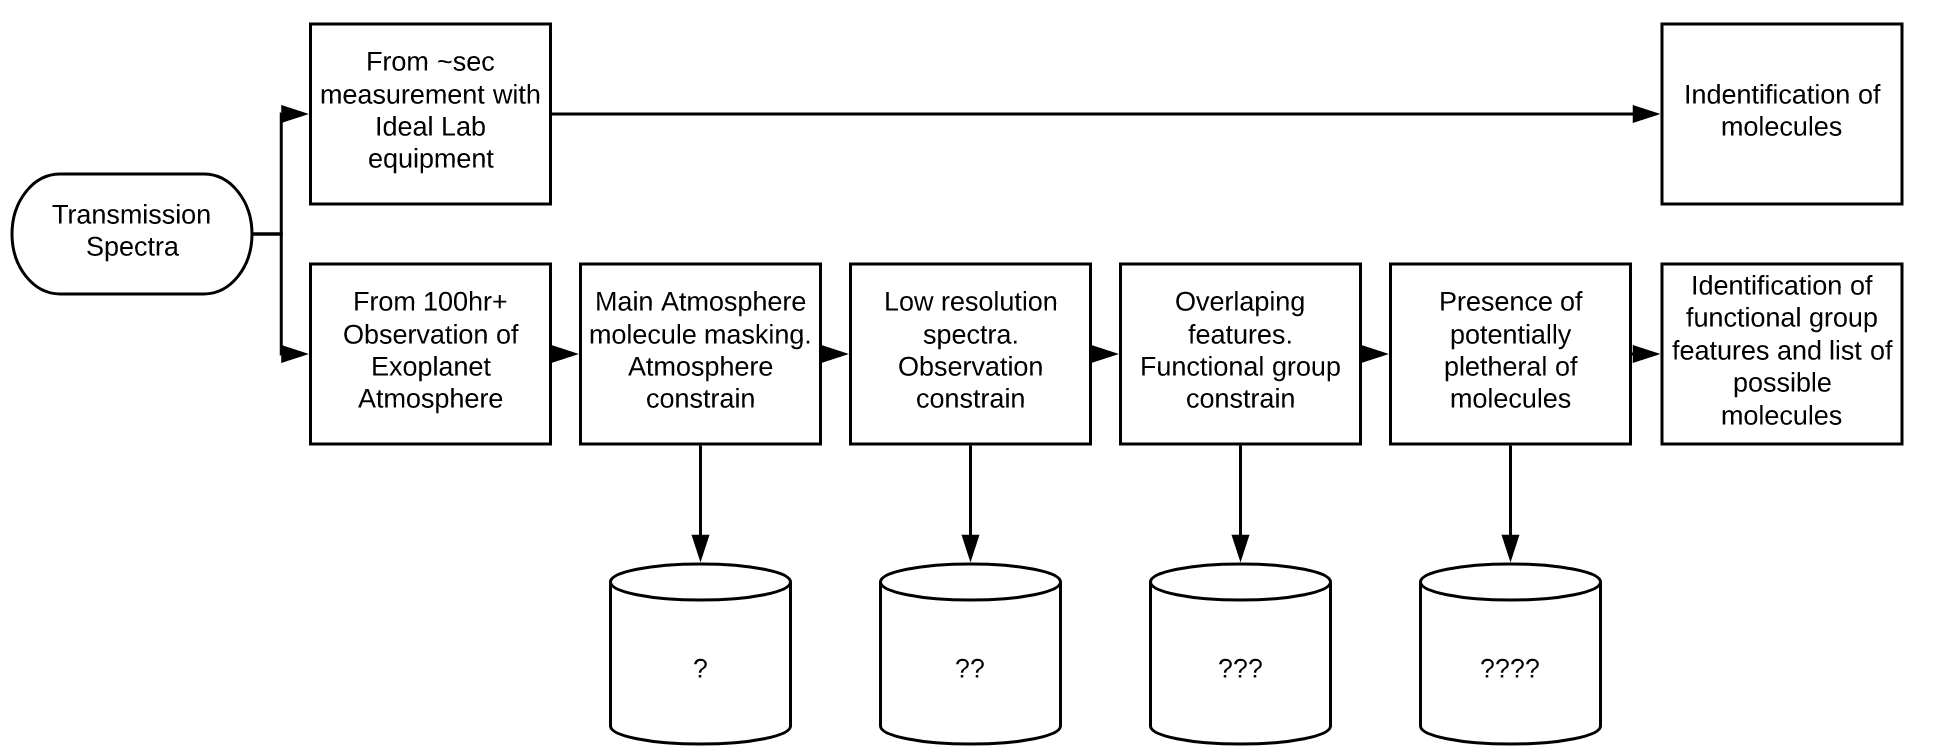 From ~sec
measurement with
Ideal Lab
equipment
Indentification of
molecules
Transmission
Spectra
From 100hr+
Observation of
Exoplanet
Atmosphere
Main Atmosphere
molecule masking.
Atmosphere
constrain
Low resolution
spectra.
Observation
constrain
Overlaping
features.
Functional group
constrain
Presence of
potentially
pletheral of
molecules
Identification of
functional group
features and list of
possible
molecules
?
??
???
????